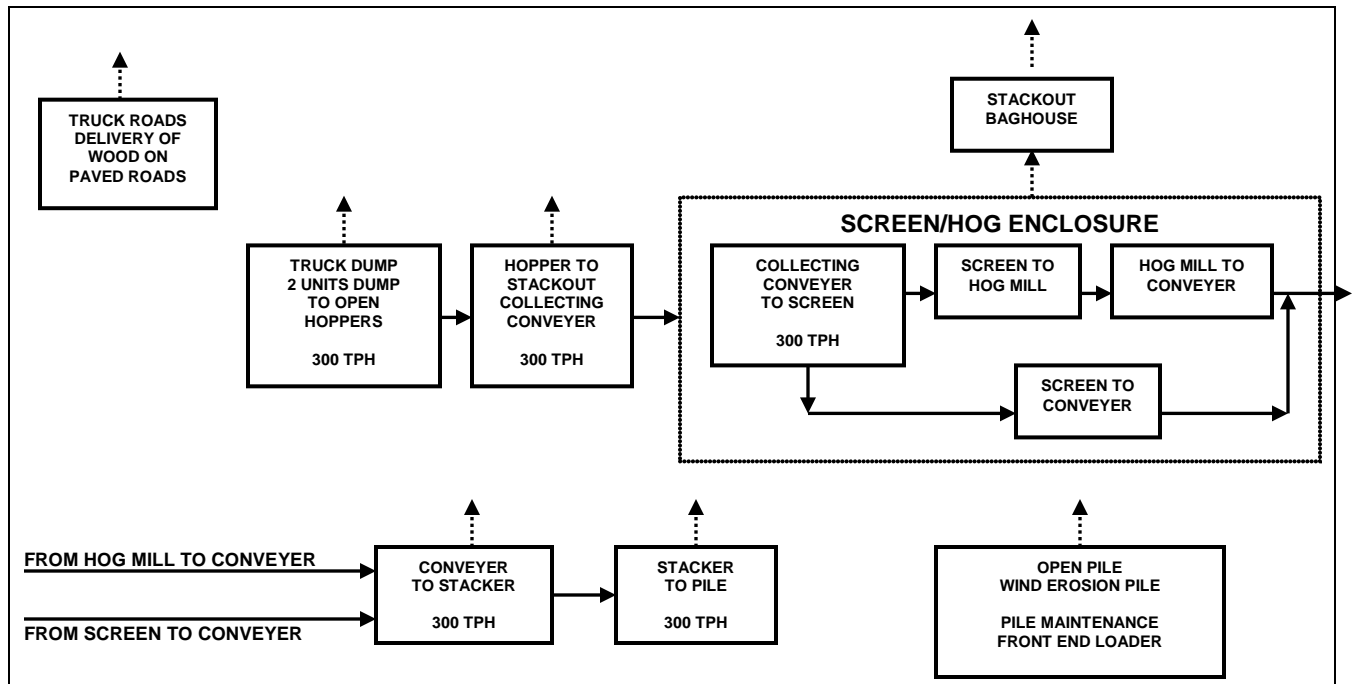 TRUCK ROADS
DELIVERY OF
WOOD ON
PAVED ROADS
STACKOUT
BAGHOUSE
TRUCK DUMP
2 UNITS DUMP
TO OPEN
HOPPERS
300 TPH
HOPPER TO
STACKOUT
COLLECTING
CONVEYER
300 TPH
SCREEN/HOG ENCLOSURE
COLLECTING
CONVEYER
TO SCREEN
300 TPH
SCREEN TO
HOG MILL
HOG MILL TO
CONVEYER
SCREEN TO
CONVEYER
FROM HOG MILL TO CONVEYER
FROM SCREEN TO CONVEYER
CONVEYER
TO STACKER
300 TPH
STACKER
TO PILE
300 TPH
OPEN PILE
WIND EROSION PILE
PILE MAINTENANCE
FRONT END LOADER